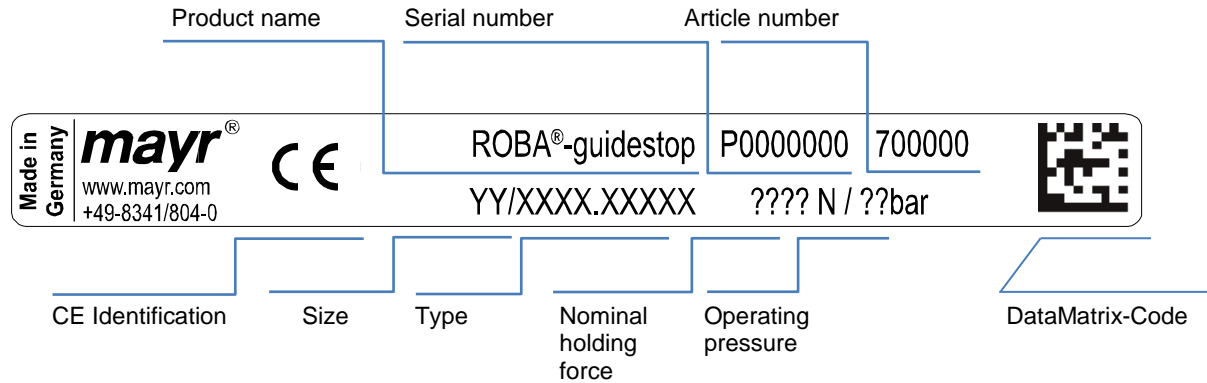 Product name Serial number Article number
Made in
Germany
mayr®
www.mayr.com
+49-8341/804-0
CE
ROBA®-guidestop P0000000 700000
YY/XXXX.XXXXX ???? N / ??bar
CE Identification Size Type Nominal
holding
force Operating
pressure DataMatrix-Code